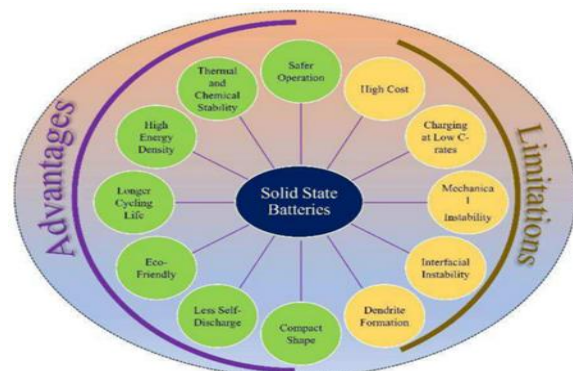 Advantages
Limitations
Solid State
Batteries
Safer
Operation
High Cost
Charging
at Low C-
rates
Mechanica
l
Instability
Interfacial
Instability
Dendrite
Formation
Compact
Shape
Less Self-
Discharge
Eco-
Friendly
Longer
Cycling
Life
High
Energy
Density
Thermal
and
Chemical
Stability